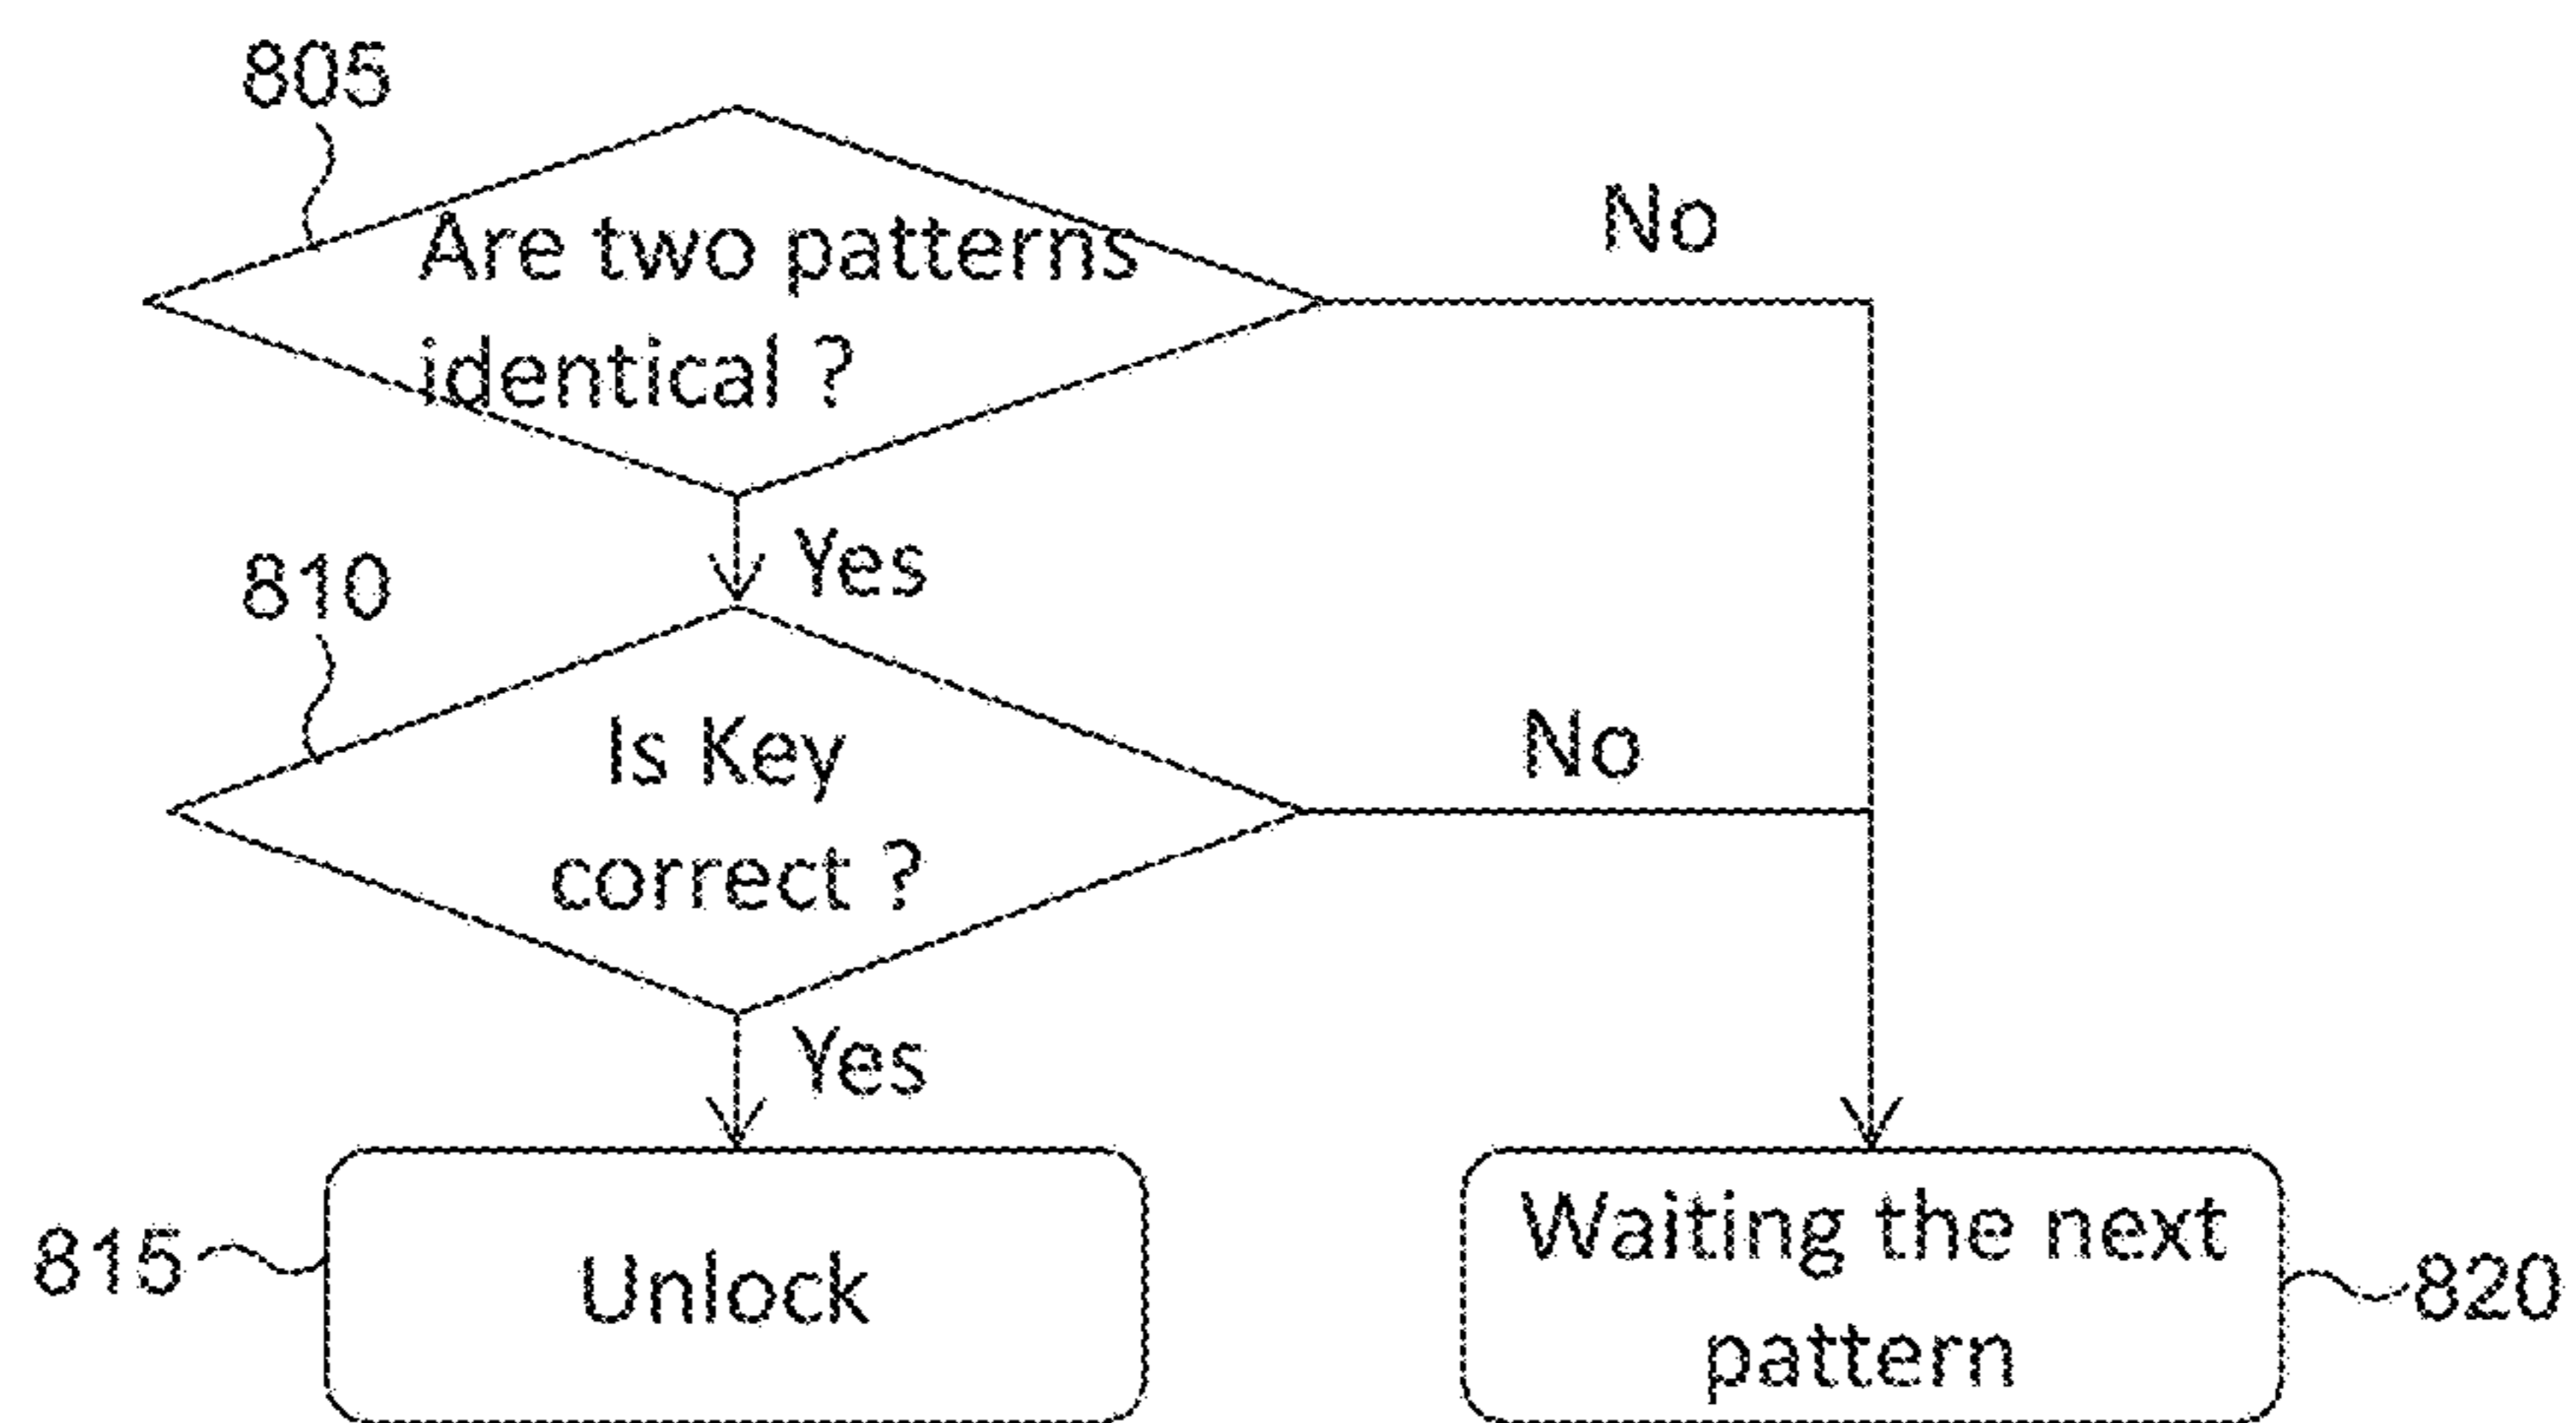 805
Are two patterns
identical ?
No
Yes
810
Is Key
correct ?
No
Yes
815
Unlock
Waiting the next
pattern
820